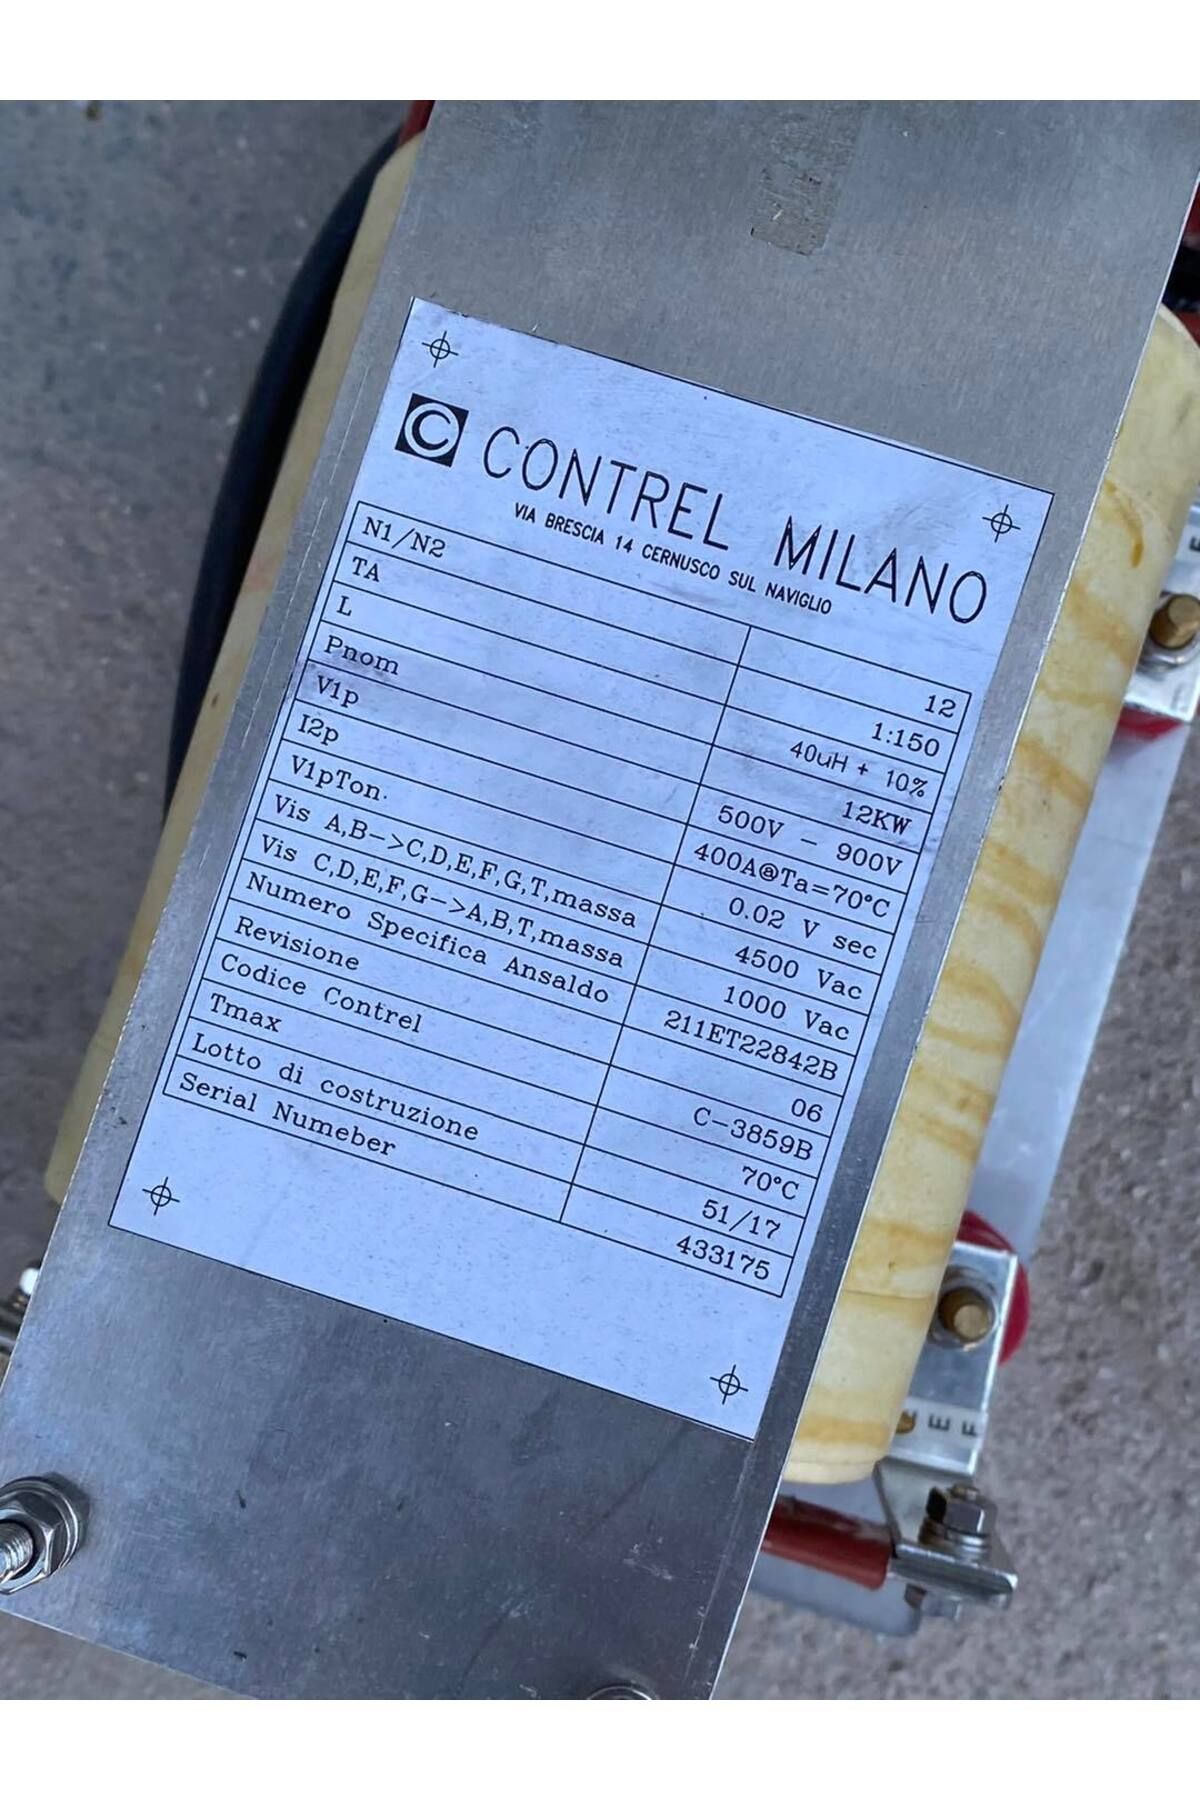 © CONTREL MILANO
VIA BRESCIA 14 CERNUSCO SUL NAVIGLIO
N1/N2 12
TA 1:150
L 40uH + 10%
Pnom 12KW
V1p 500V - 900V
I2p 400A@Ta=70°C
V1pTon. 0.02 V sec
Vis A,B->C,D,E,F,G,T,massa 4500 Vac
Vis C,D,E,F,G->A,B,T,massa 1000 Vac
Numero Specifica Ansaldo 211ET22842B
Revisione 06
Codice Contrel C-3859B
Tmax 70°C
Lotto di costruzione 51/17
Serial Numeber 433175
E F